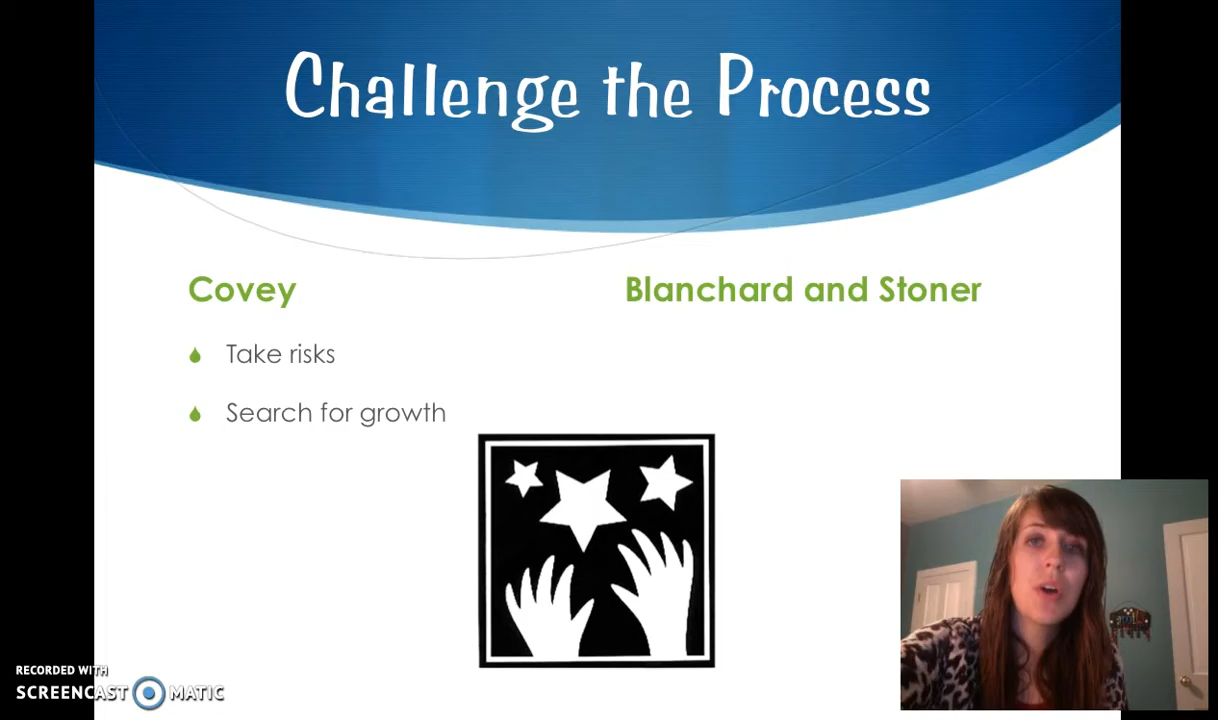 Challenge the Process
Covey
Take risks
Search for growth
Blanchard and Stoner
RECORDED WITH
SCREENCAST MATIC